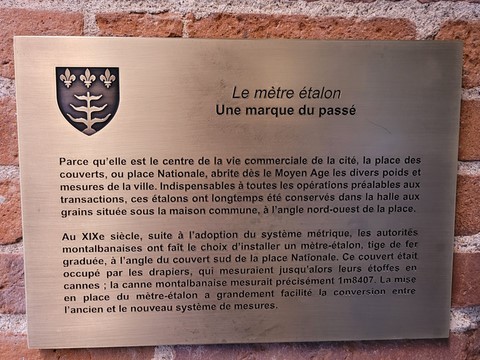 Le mètre étalon
Une marque du passé
Parce qu'elle est le centre de la vie commerciale de la cité, la place des
couverts, ou place Nationale, abrite dès le Moyen Age les divers poids et
mesures de la ville. Indispensables à toutes les opérations préalables aux
transactions, ces étalons ont longtemps été conservés dans la halle aux
grains située sous la maison commune, à l'angle nord-ouest de la place.
Au XIXe siècle, suite à l'adoption du système métrique, les autorités
montalbanaises ont fait le choix d'installer un mètre-étalon, tige de fer
graduée, à l'angle du couvert sud de la place Nationale. Ce couvert était
occupé par les drapiers, qui mesuraient jusqu'alors leurs étoffes en
cannes ; la canne montalbanaise mesurait précisément 1m8407. La mise
en place du mètre-étalon a grandement facilité la conversion entre
l'ancien et le nouveau système de mesures.